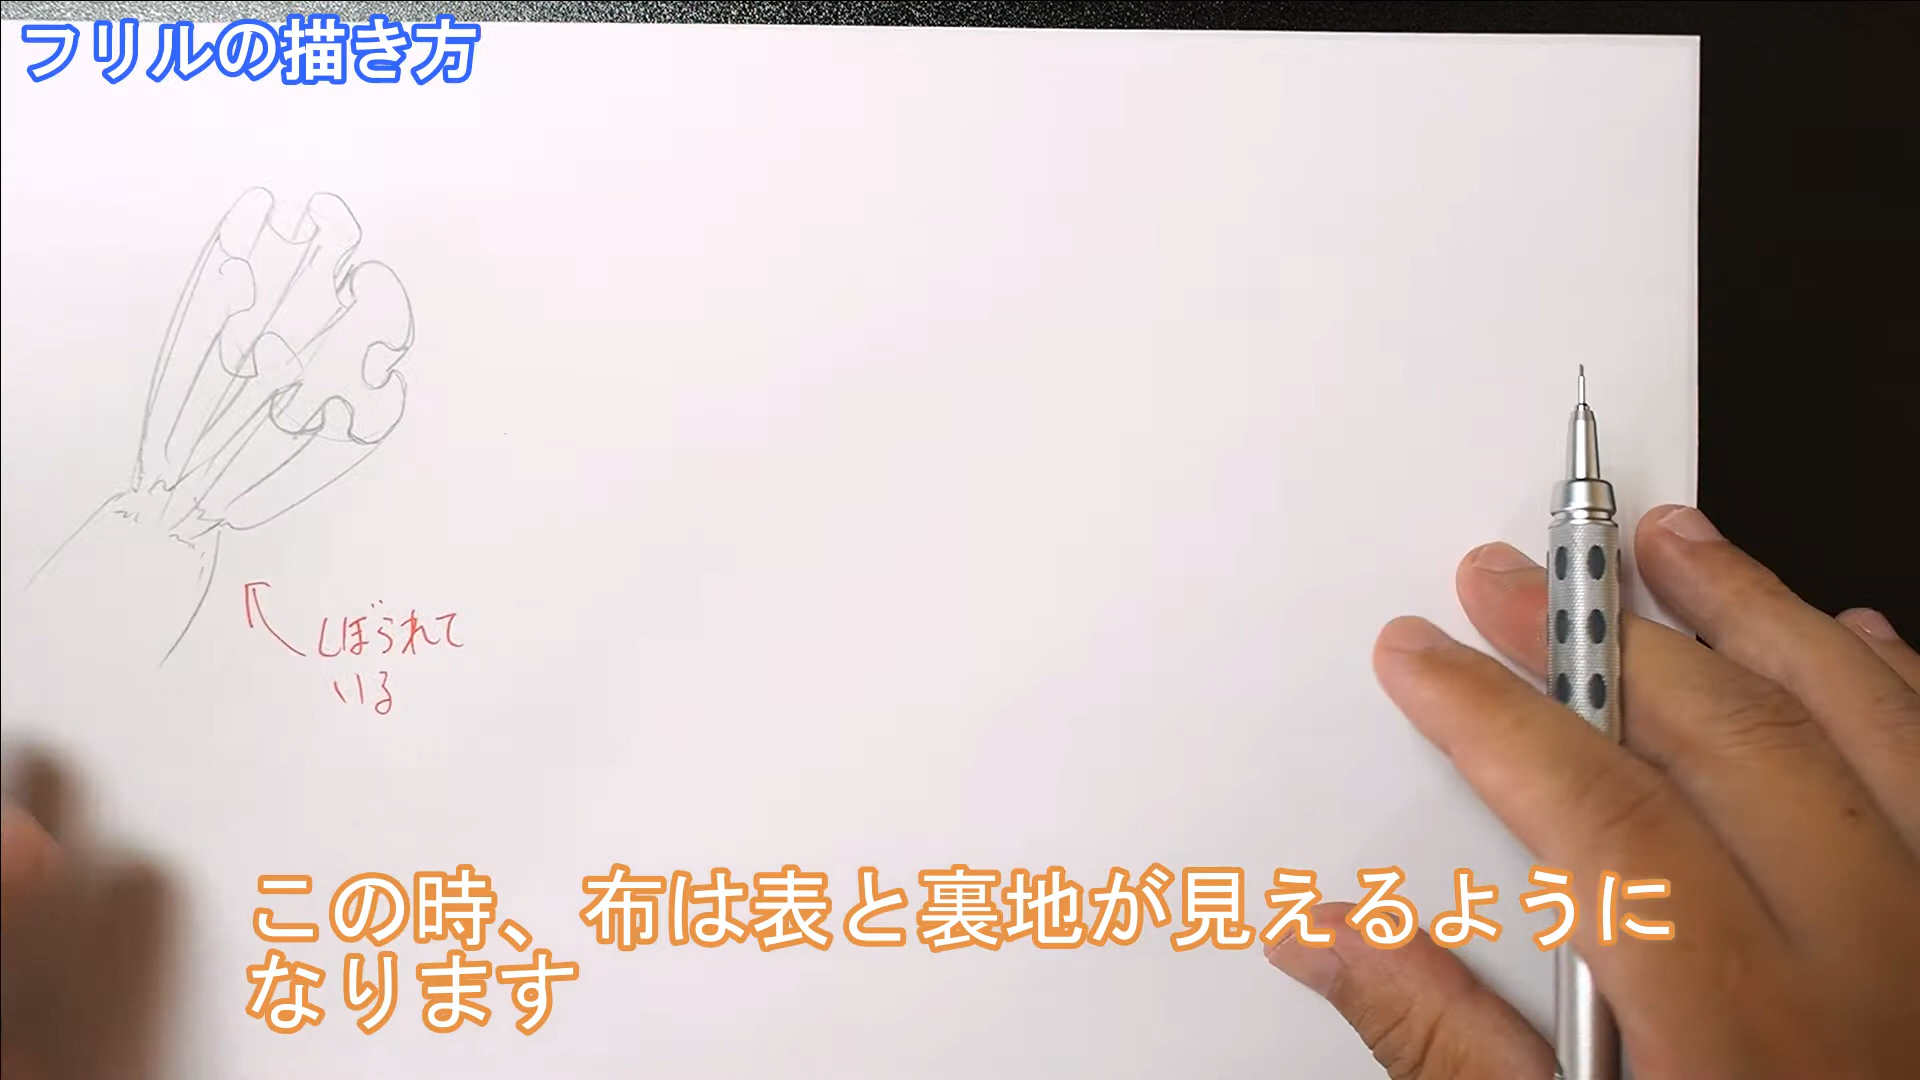 フリルの描き方
しぼられて
いる
この時、布は表と裏地が見えるように
なります